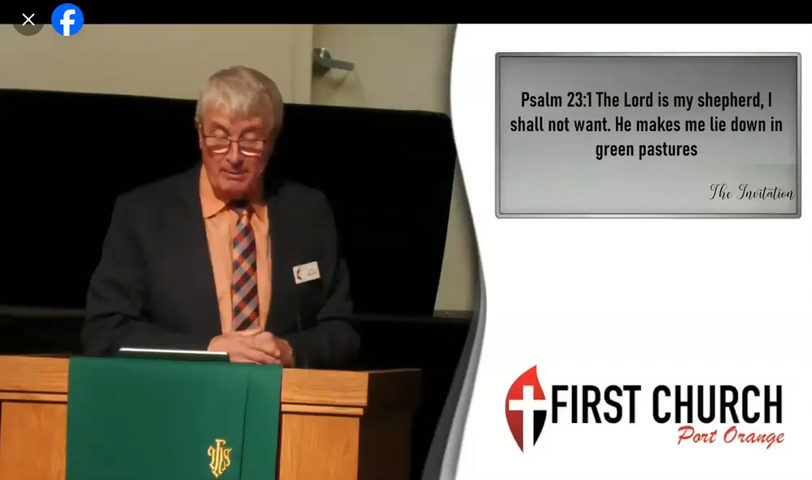 Psalm 23:1 The Lord is my shepherd, I
shall not want. He makes me lie down in
green pastures
The Invitation
FIRST CHURCH
Port Orange